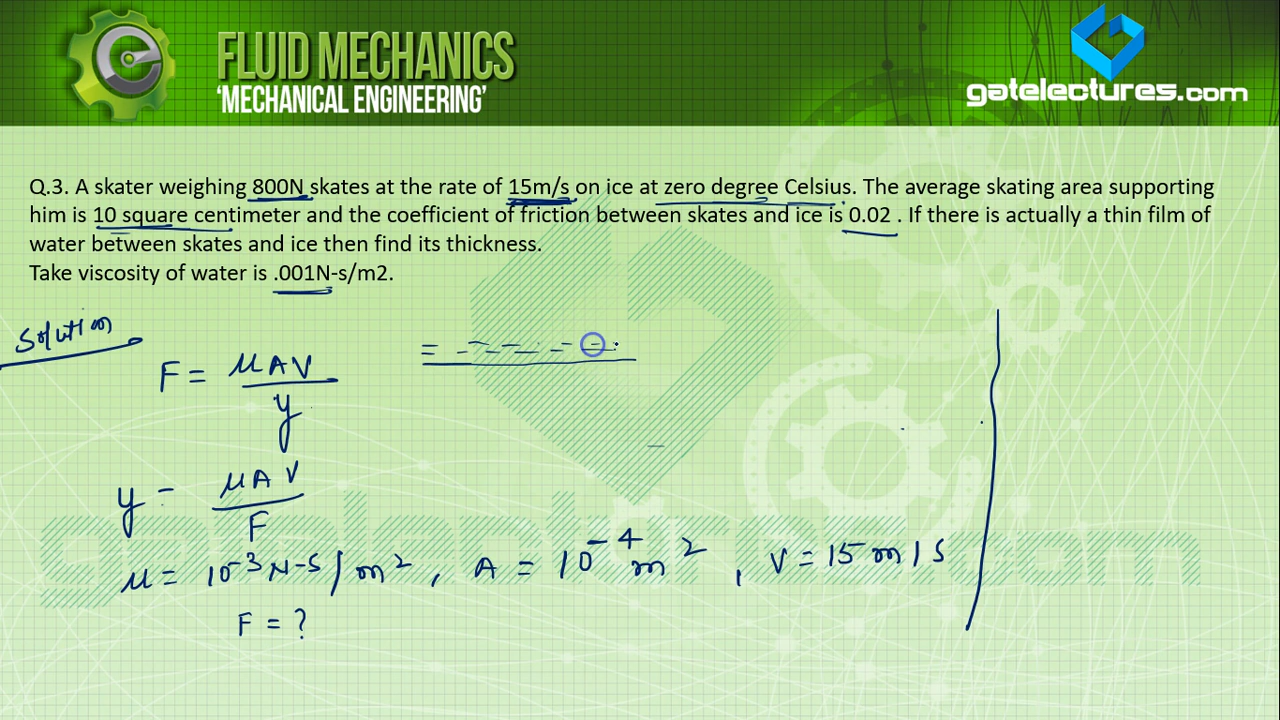 FLUID MECHANICS
'MECHANICAL ENGINEERING'
gatelectures.com
Q.3. A skater weighing 800N skates at the rate of 15m/s on ice at zero degree Celsius. The average skating area supporting
him is 10 square centimeter and the coefficient of friction between skates and ice is 0.02 . If there is actually a thin film of
water between skates and ice then find its thickness.
Take viscosity of water is .001N-s/m2.
Solution
F = μAV
y
y = μAV
F
μ = 10⁻³ N-S/m², A = 10⁻⁴ m², V = 15 m/s
F = ?
gatelectures.com